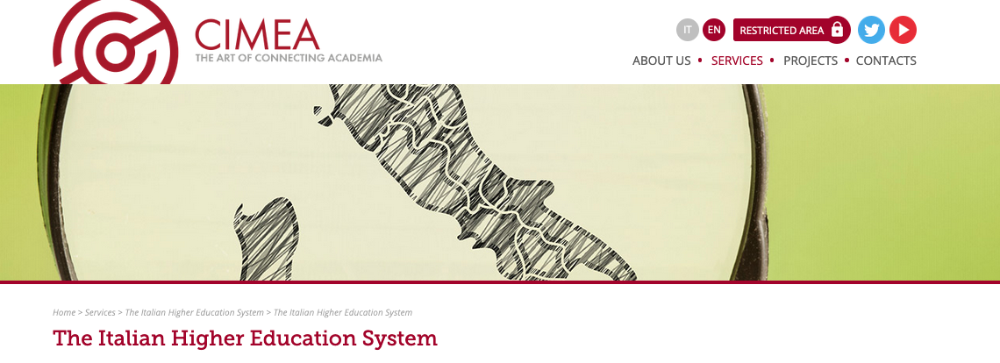 CIMEA
THE ART OF CONNECTING ACADEMIA
IT EN RESTRICTED AREA
ABOUT US • SERVICES • PROJECTS • CONTACTS
Home > Services > The Italian Higher Education System > The Italian Higher Education System
The Italian Higher Education System